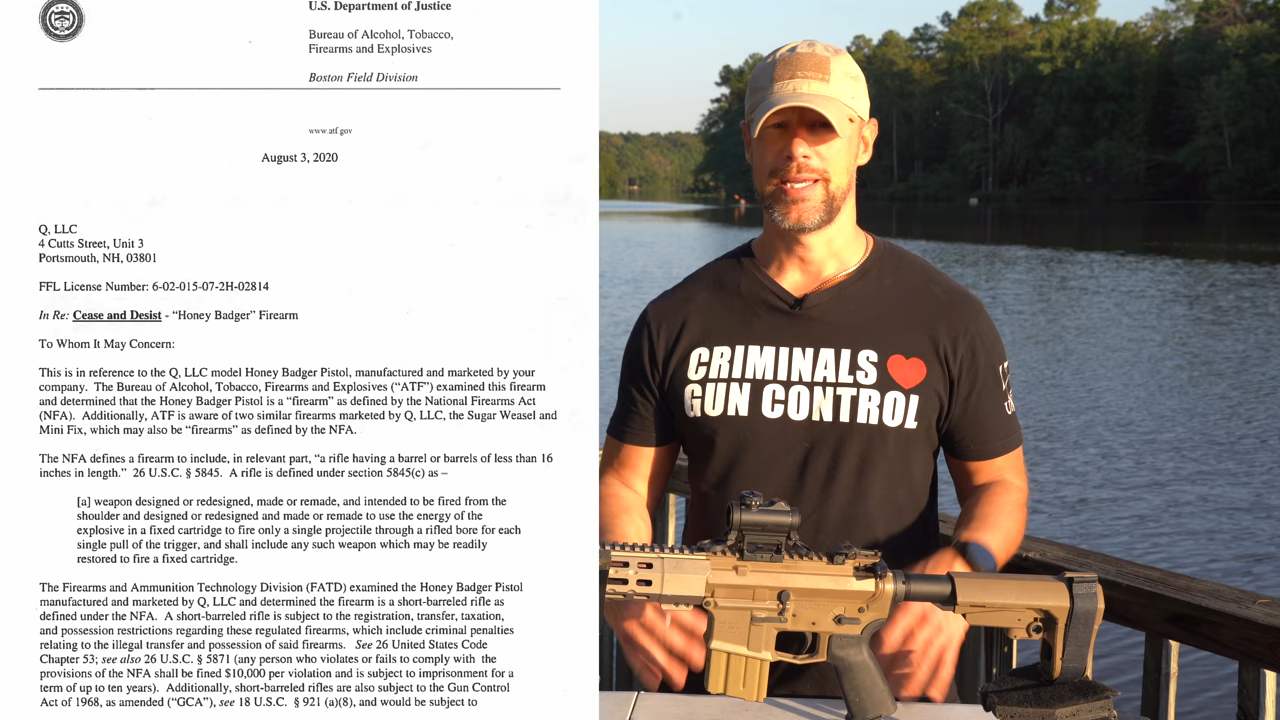 U.S. Department of Justice
Bureau of Alcohol, Tobacco,
Firearms and Explosives
Boston Field Division
www.atf.gov
August 3, 2020
Q, LLC
4 Cutts Street, Unit 3
Portsmouth, NH, 03801
FFL License Number: 6-02-015-07-2H-02814
In Re: Cease and Desist - “Honey Badger” Firearm
To Whom It May Concern:
This is in reference to the Q, LLC model Honey Badger Pistol, manufactured and marketed by your
company. The Bureau of Alcohol, Tobacco, Firearms and Explosives (“ATF”) examined this firearm
and determined that the Honey Badger Pistol is a “firearm” as defined by the National Firearms Act
(NFA). Additionally, ATF is aware of two similar firearms marketed by Q, LLC, the Sugar Weasel and
Mini Fix, which may also be “firearms” as defined by the NFA.
The NFA defines a firearm to include, in relevant part, “a rifle having a barrel or barrels of less than 16
inches in length.” 26 U.S.C. § 5845. A rifle is defined under section 5845(c) as –
[a] weapon designed or redesigned, made or remade, and intended to be fired from the
shoulder and designed or redesigned and made or remade to use the energy of the
explosive in a fixed cartridge to fire only a single projectile through a rifled bore for each
single pull of the trigger, and shall include any such weapon which may be readily
restored to fire a fixed cartridge.
The Firearms and Ammunition Technology Division (FATD) examined the Honey Badger Pistol
manufactured and marketed by Q, LLC and determined the firearm is a short-barreled rifle as
defined under the NFA. A short-barreled rifle is subject to the registration, transfer, taxation,
and possession restrictions regarding these regulated firearms, which include criminal penalties
relating to the illegal transfer and possession of said firearms. See 26 United States Code
Chapter 53; see also 26 U.S.C. § 5871 (any person who violates or fails to comply with the
provisions of the NFA shall be fined $10,000 per violation and is subject to imprisonment for a
term of up to ten years). Additionally, short-barreled rifles are also subject to the Gun Control
Act of 1968, as amended (“GCA”), see 18 U.S.C. § 921 (a)(8), and would be subject to
CRIMINALS
GUN CONTROL